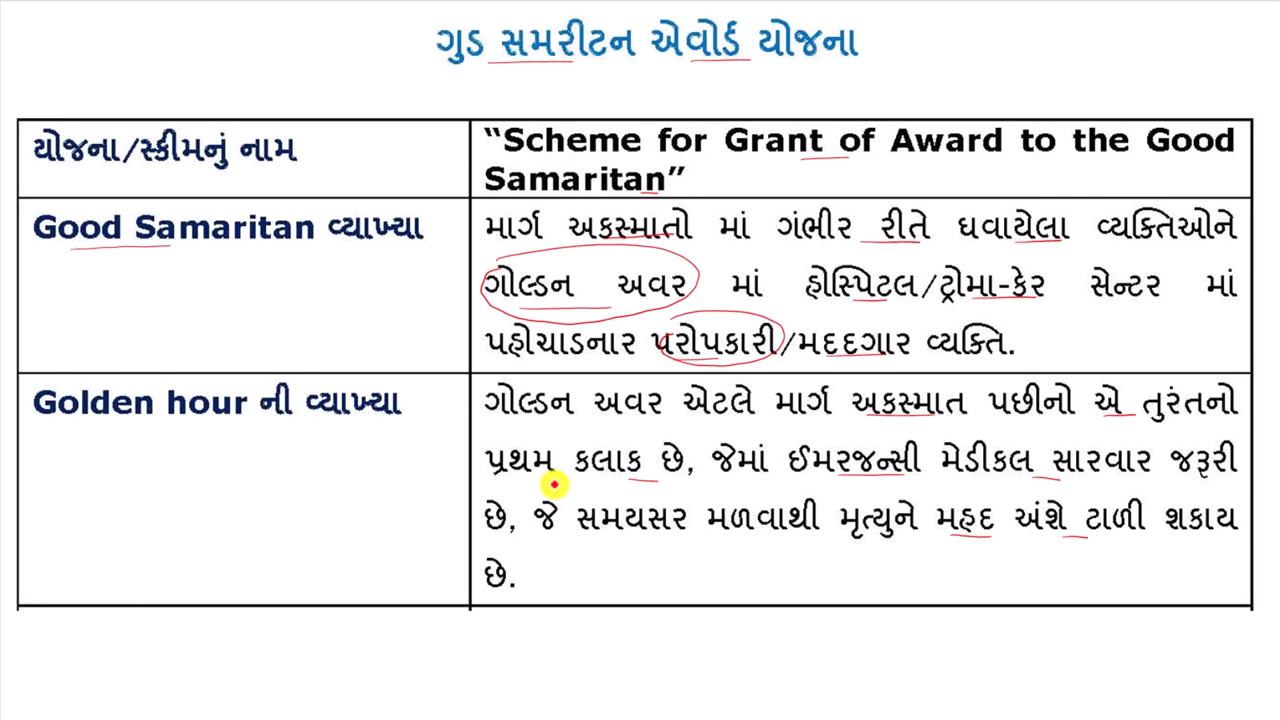 ગુડ સમરીટન એવોર્ડ યોજના
યોજના/સ્કીમનું નામ
“Scheme for Grant of Award to the Good
Samaritan”
Good Samaritan વ્યાખ્યા
માર્ગ અકસ્માતો માં ગંભીર રીતે ઘવાયેલા વ્યક્તિઓને
ગોલ્ડન અવર માં હોસ્પિટલ/ટ્રોમા-કેર સેન્ટર માં
પહોચાડનાર પરોપકારી/મદદગાર વ્યક્તિ.
Golden hour ની વ્યાખ્યા
ગોલ્ડન અવર એટલે માર્ગ અકસ્માત પછીનો એ તુરંતનો
પ્રથમ કલાક છે, જેમાં ઈમરજન્સી મેડીકલ સારવાર જરૂરી
છે, જે સમયસર મળવાથી મૃત્યુને મહદ અંશે ટાળી શકાય
છે.